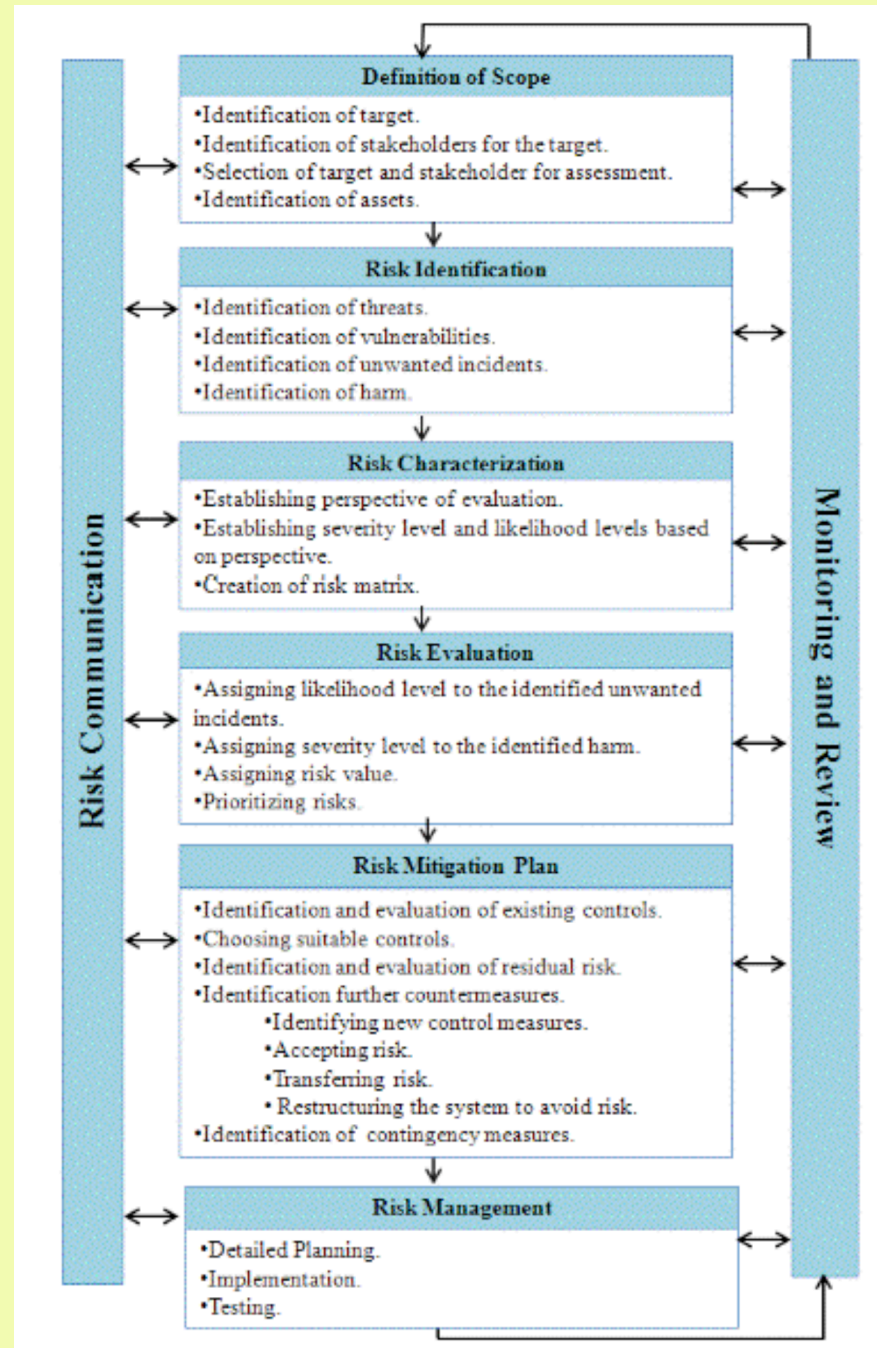 Definition of Scope
•Identification of target.
•Identification of stakeholders for the target.
•Selection of target and stakeholder for assessment.
•Identification of assets.
Risk Identification
•Identification of threats.
•Identification of vulnerabilities.
•Identification of unwanted incidents.
•Identification of harm.
Risk Characterization
•Establishing perspective of evaluation.
•Establishing severity level and likelihood levels based
on perspective.
•Creation of risk matrix.
Risk Evaluation
•Assigning likelihood level to the identified unwanted
incidents.
•Assigning severity level to the identified harm.
•Assigning risk value.
•Prioritizing risks.
Risk Mitigation Plan
•Identification and evaluation of existing controls.
•Choosing suitable controls.
•Identification and evaluation of residual risk.
•Identification further countermeasures.
•Identifying new control measures.
•Accepting risk.
•Transferring risk.
• Restructuring the system to avoid risk.
•Identification of contingency measures.
Risk Management
•Detailed Planning.
•Implementation.
•Testing.
Risk Communication
Monitoring and Review